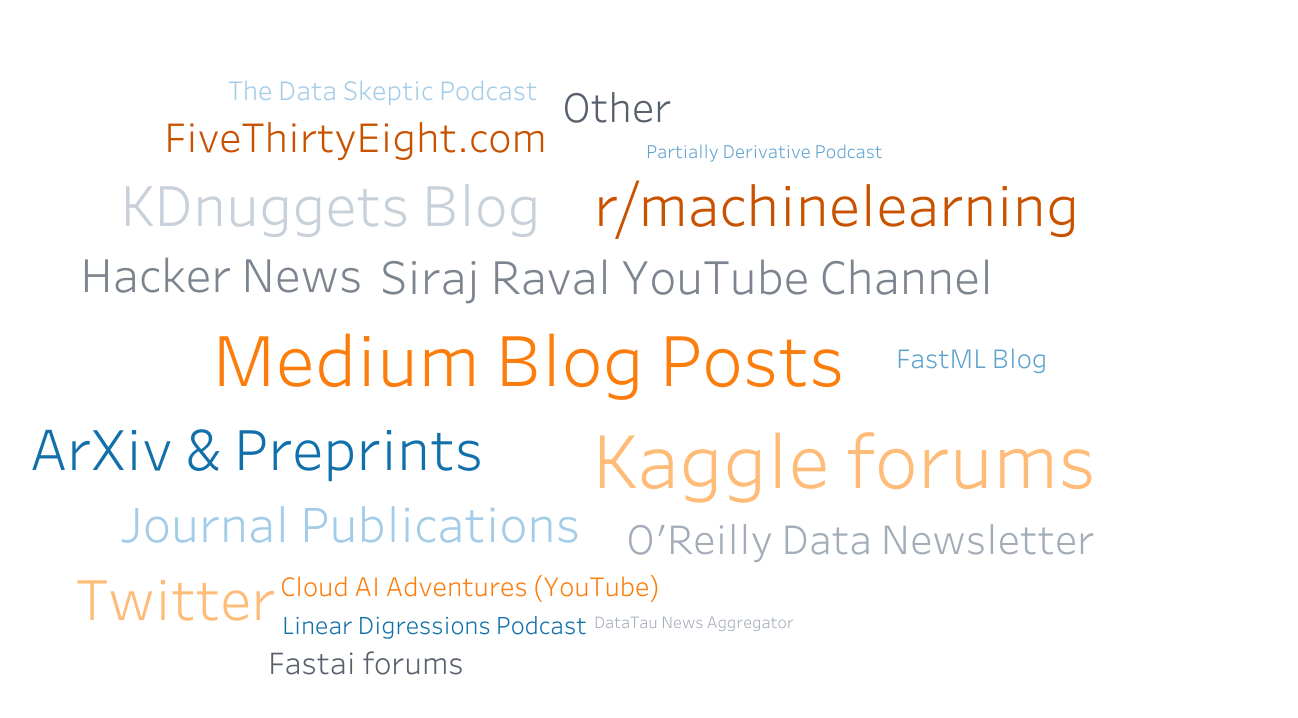 The Data Skeptic Podcast
Other
FiveThirtyEight.com
Partially Derivative Podcast
KDnuggets Blog
r/machinelearning
Hacker News
Siraj Raval YouTube Channel
Medium Blog Posts
FastML Blog
ArXiv & Preprints
Kaggle forums
Journal Publications
O’Reilly Data Newsletter
Twitter
Cloud AI Adventures (YouTube)
Linear Digressions Podcast
DataTau News Aggregator
Fastai forums